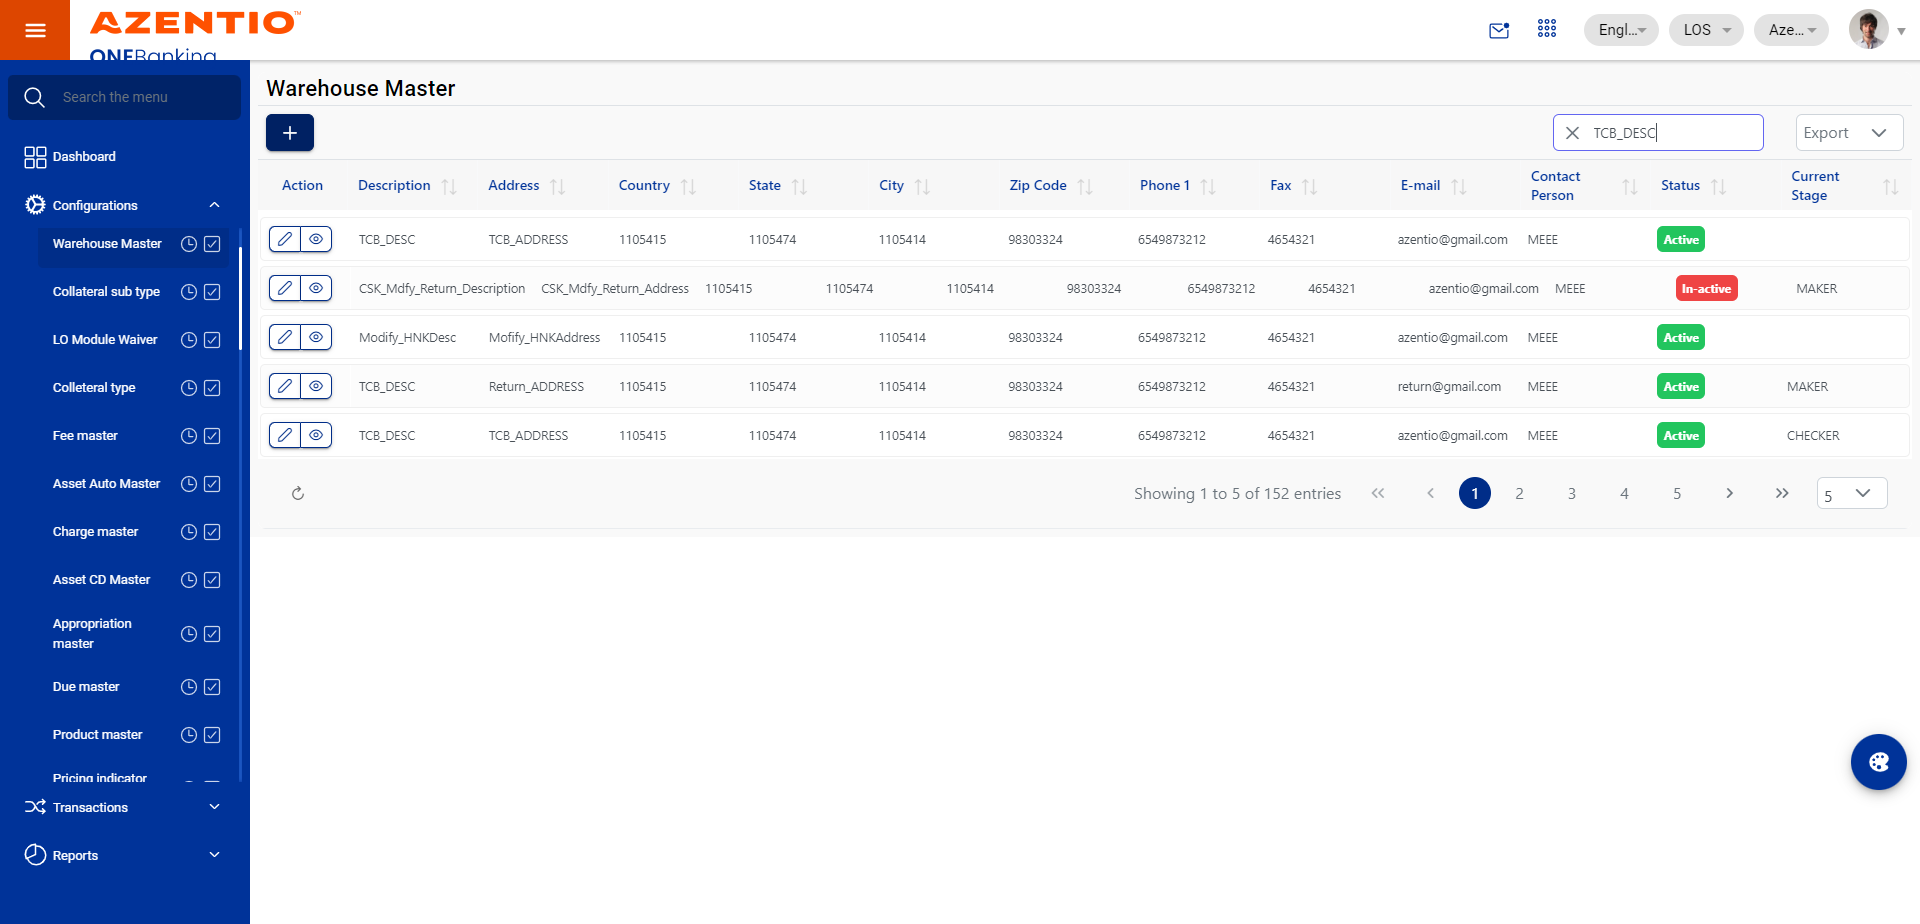 AZENTIO™
ONEBanking
Engl...
LOS
Aze...
Search the menu
Dashboard
Configurations
Warehouse Master
Collateral sub type
LO Module Waiver
Colleteral type
Fee master
Asset Auto Master
Charge master
Asset CD Master
Appropriation
master
Due master
Product master
Pricing indicator
Transactions
Reports
Warehouse Master
+
TCB_DESC
Export
Action Description Address Country State City Zip Code Phone 1 Fax E-mail Contact Person Status Current Stage
TCB_DESC TCB_ADDRESS 1105415 1105474 1105414 98303324 6549873212 4654321 azentio@gmail.com MEEE Active
CSK_Mdfy_Return_Description CSK_Mdfy_Return_Address 1105415 1105474 1105414 98303324 6549873212 4654321 azentio@gmail.com MEEE In-active MAKER
Modify_HNKDesc Mofify_HNKAddress 1105415 1105474 1105414 98303324 6549873212 4654321 azentio@gmail.com MEEE Active
TCB_DESC Return_ADDRESS 1105415 1105474 1105414 98303324 6549873212 4654321 return@gmail.com MEEE Active MAKER
TCB_DESC TCB_ADDRESS 1105415 1105474 1105414 98303324 6549873212 4654321 azentio@gmail.com MEEE Active CHECKER
Showing 1 to 5 of 152 entries « ‹ 1 2 3 4 5 › » 5